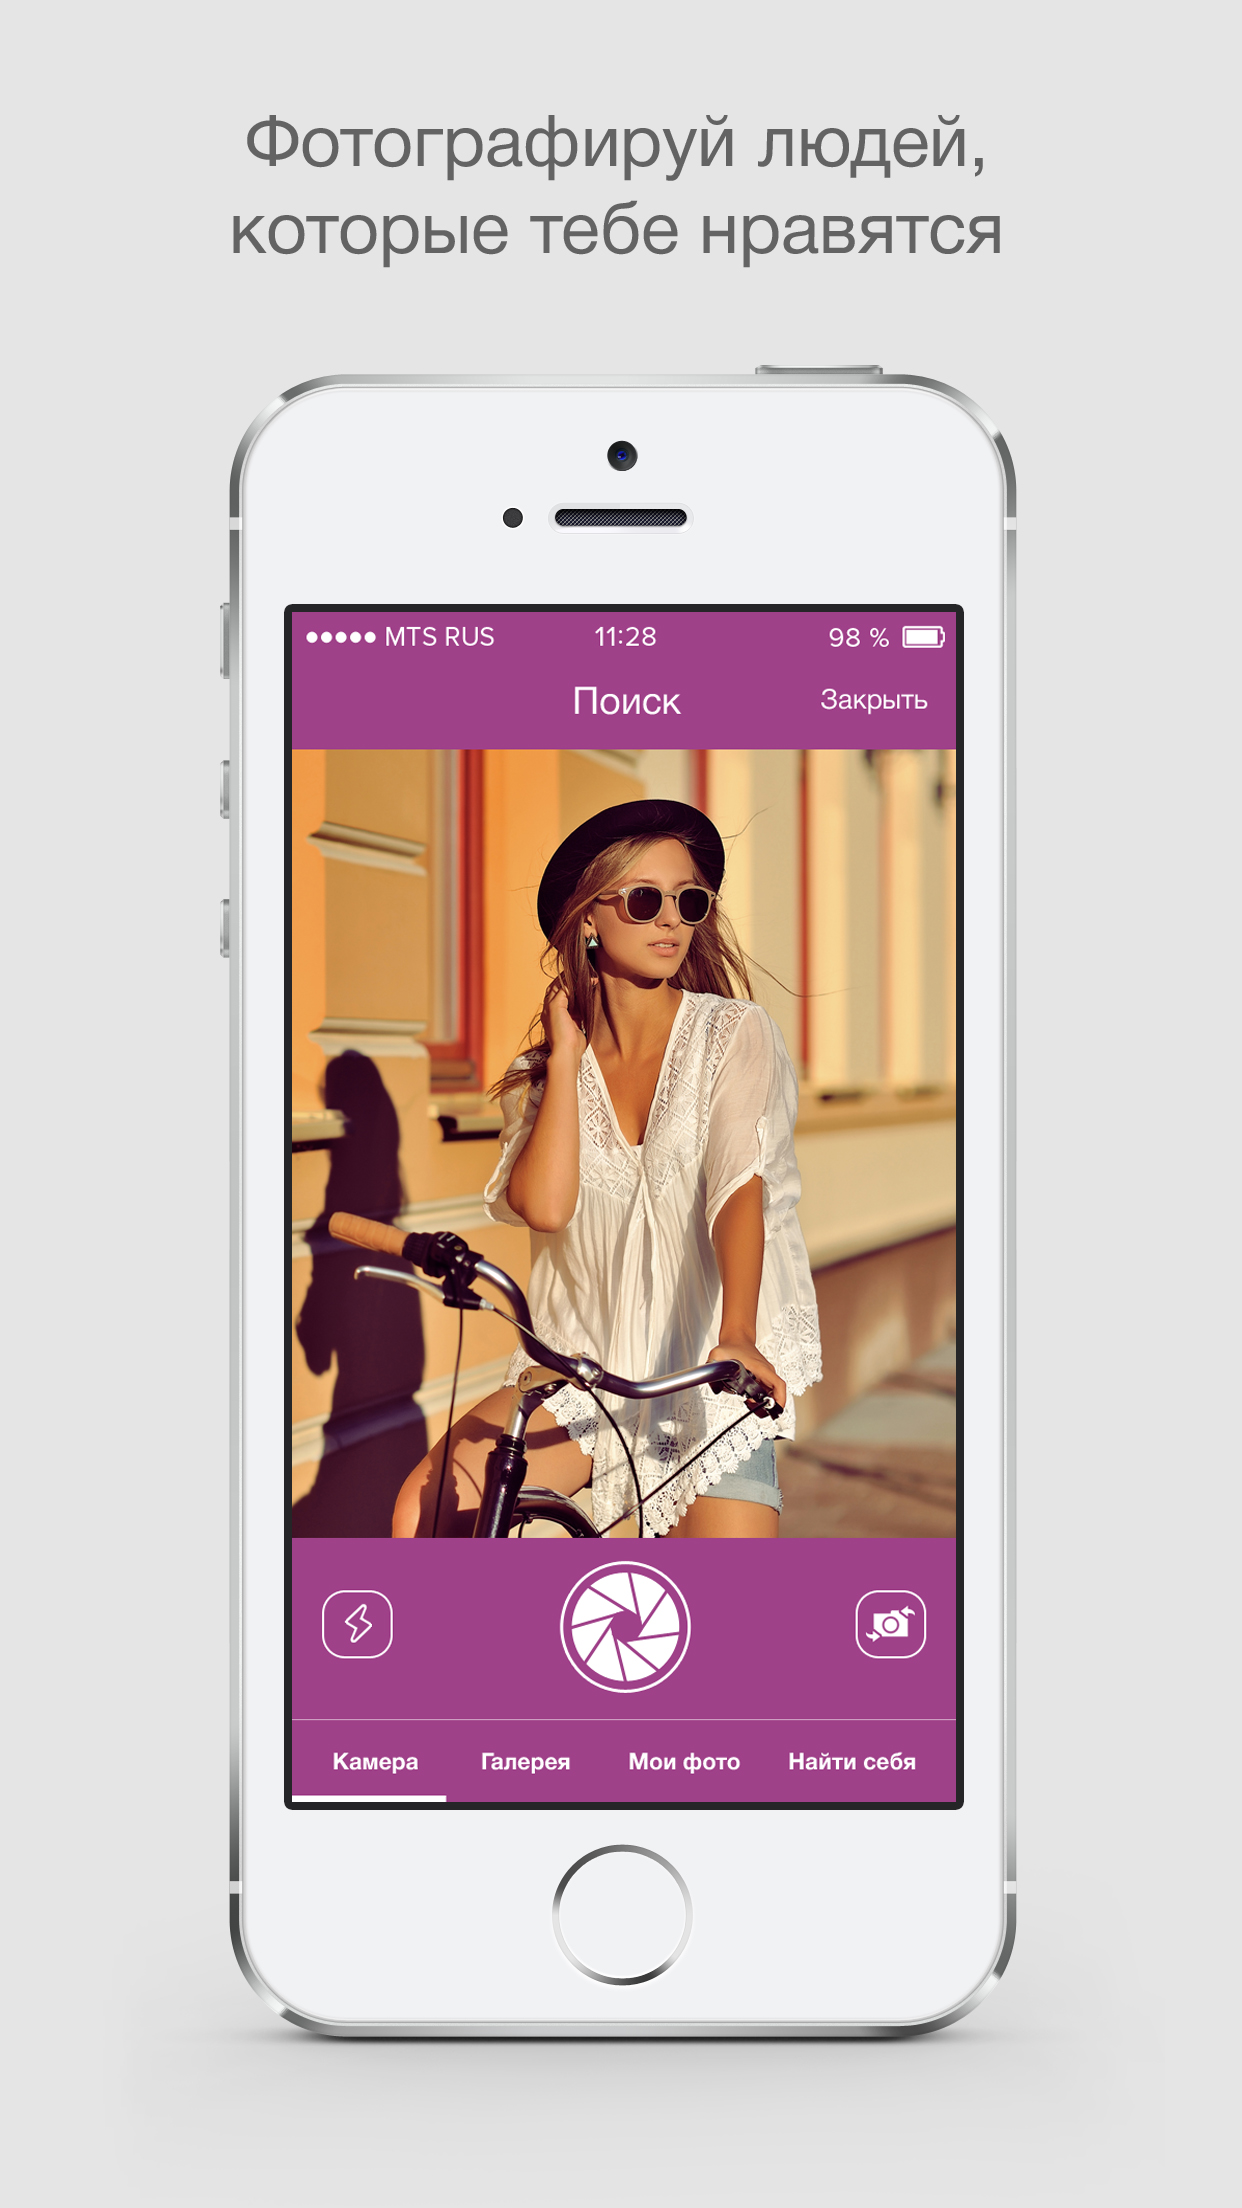 Фотографируй людей,
которые тебе нравятся
MTS RUS 11:28 98 %
Поиск Закрыть
Камера Галерея Мои фото Найти себя